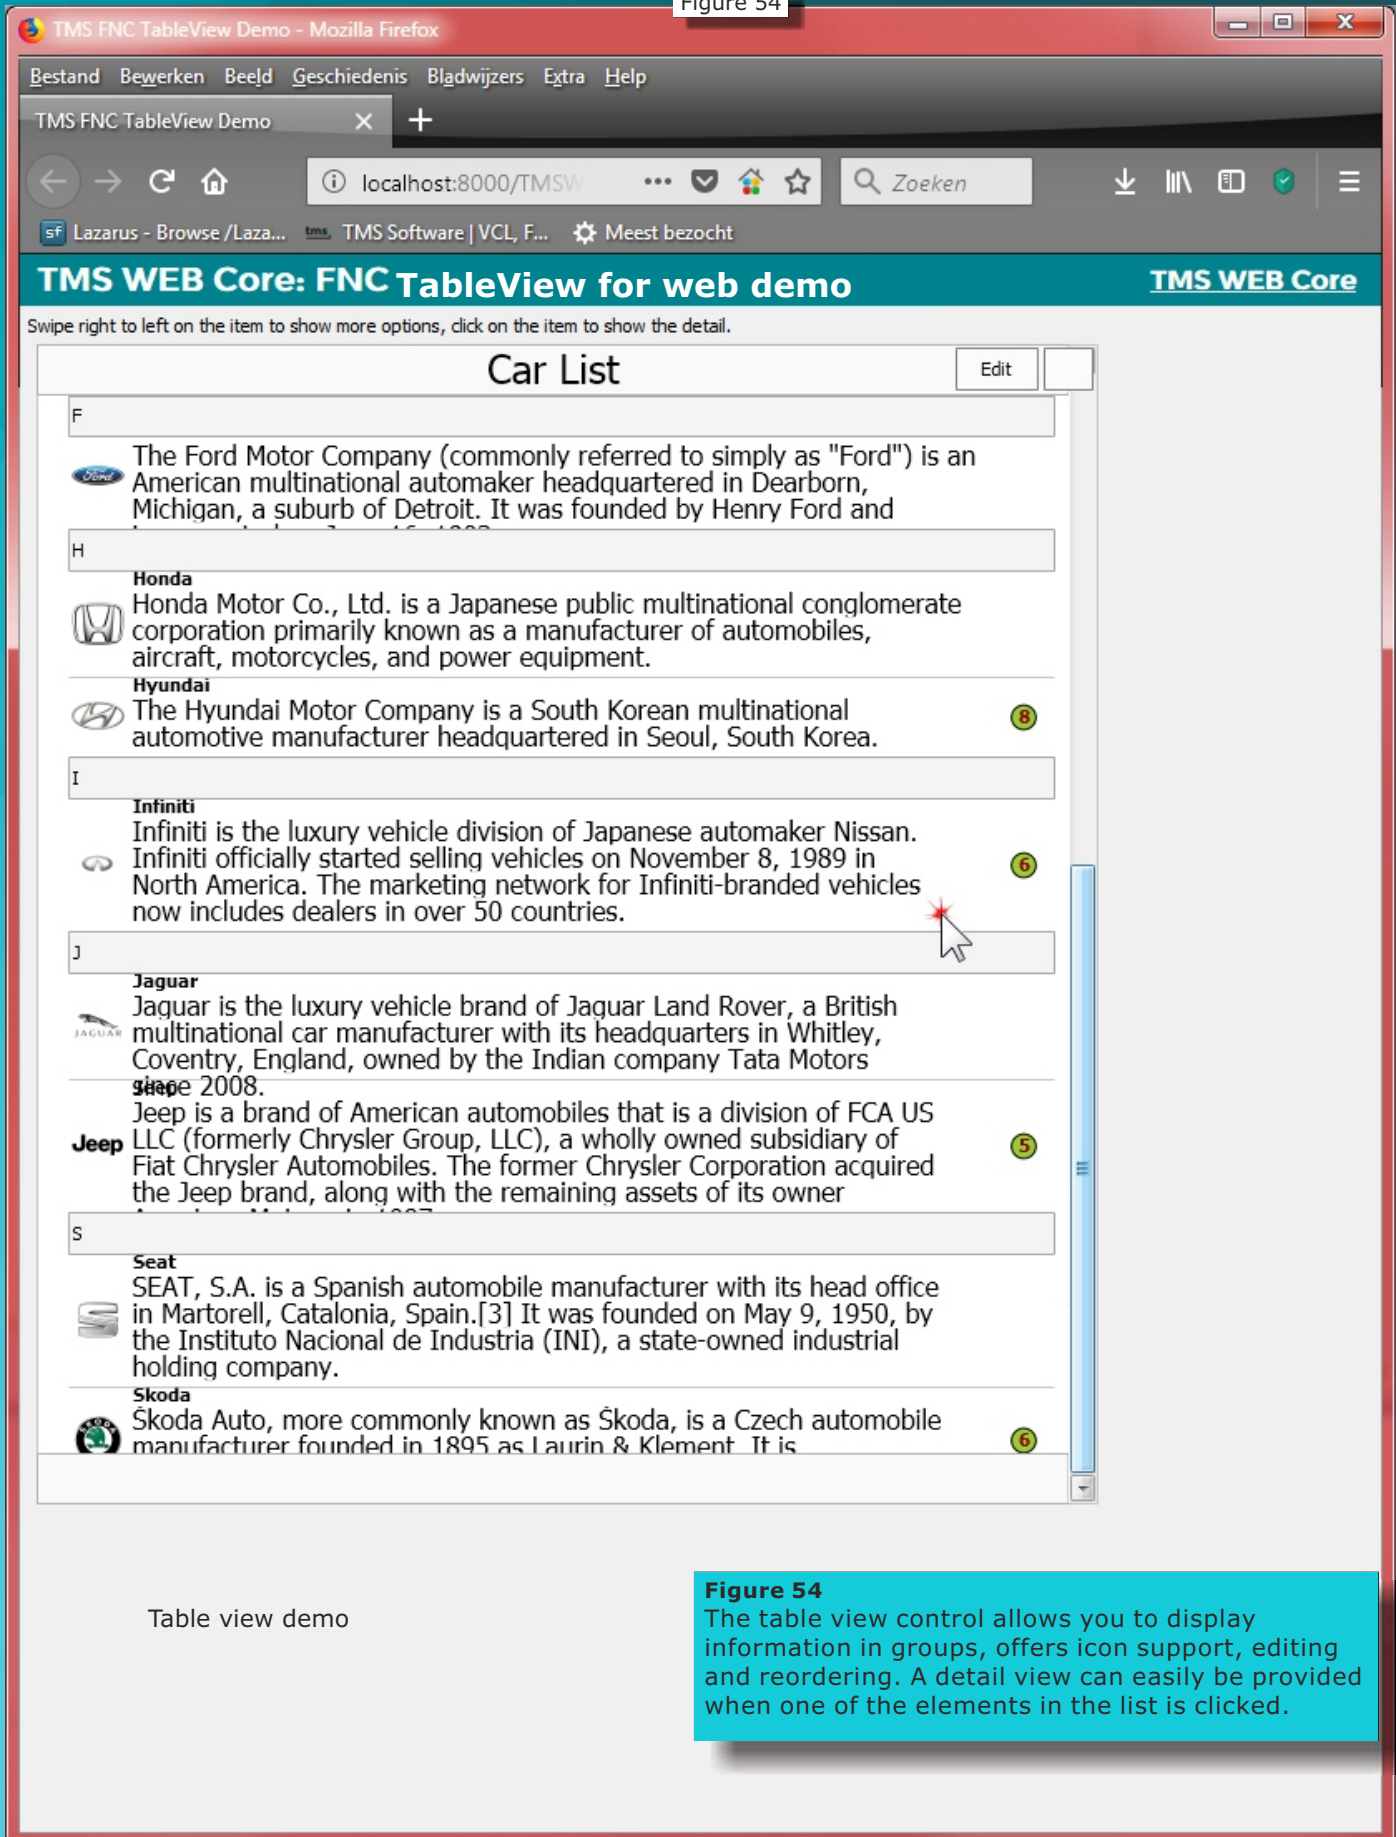 Figure 54
TMS FNC TableView Demo - Mozilla Firefox
Bestand Bewerken Beeld Geschiedenis Bladwijzers Extra Help
TMS FNC TableView Demo
localhost:8000/TMSW
Zoeken
sf Lazarus - Browse /Laza... tms TMS Software | VCL, F... Meest bezocht
TMS WEB Core: FNC TableView for web demo TMS WEB Core
Swipe right to left on the item to show more options, click on the item to show the detail.
Car List Edit
F
Ford
The Ford Motor Company (commonly referred to simply as "Ford") is an
American multinational automaker headquartered in Dearborn,
Michigan, a suburb of Detroit. It was founded by Henry Ford and
H
Honda
Honda Motor Co., Ltd. is a Japanese public multinational conglomerate
corporation primarily known as a manufacturer of automobiles,
aircraft, motorcycles, and power equipment.
Hyundai
The Hyundai Motor Company is a South Korean multinational
automotive manufacturer headquartered in Seoul, South Korea.
8
I
Infiniti
Infiniti is the luxury vehicle division of Japanese automaker Nissan.
Infiniti officially started selling vehicles on November 8, 1989 in
North America. The marketing network for Infiniti-branded vehicles
now includes dealers in over 50 countries.
6
J
Jaguar
JAGUAR
Jaguar is the luxury vehicle brand of Jaguar Land Rover, a British
multinational car manufacturer with its headquarters in Whitley,
Coventry, England, owned by the Indian company Tata Motors
since 2008.
Jeep
Jeep is a brand of American automobiles that is a division of FCA US
Jeep LLC (formerly Chrysler Group, LLC), a wholly owned subsidiary of
Fiat Chrysler Automobiles. The former Chrysler Corporation acquired
the Jeep brand, along with the remaining assets of its owner
5
S
Seat
SEAT, S.A. is a Spanish automobile manufacturer with its head office
in Martorell, Catalonia, Spain.[3] It was founded on May 9, 1950, by
the Instituto Nacional de Industria (INI), a state-owned industrial
holding company.
Skoda
Škoda Auto, more commonly known as Škoda, is a Czech automobile
manufacturer founded in 1895 as Laurin & Klement. It is
6
Table view demo
Figure 54
The table view control allows you to display
information in groups, offers icon support, editing
and reordering. A detail view can easily be provided
when one of the elements in the list is clicked.